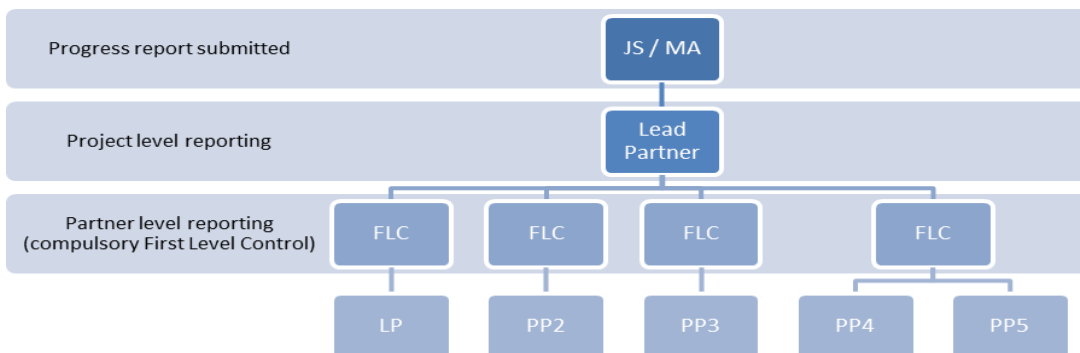 Progress report submitted
JS / MA
Project level reporting
Lead
Partner
Partner level reporting
(compulsory First Level Control)
FLC
FLC
FLC
FLC
LP
PP2
PP3
PP4
PP5